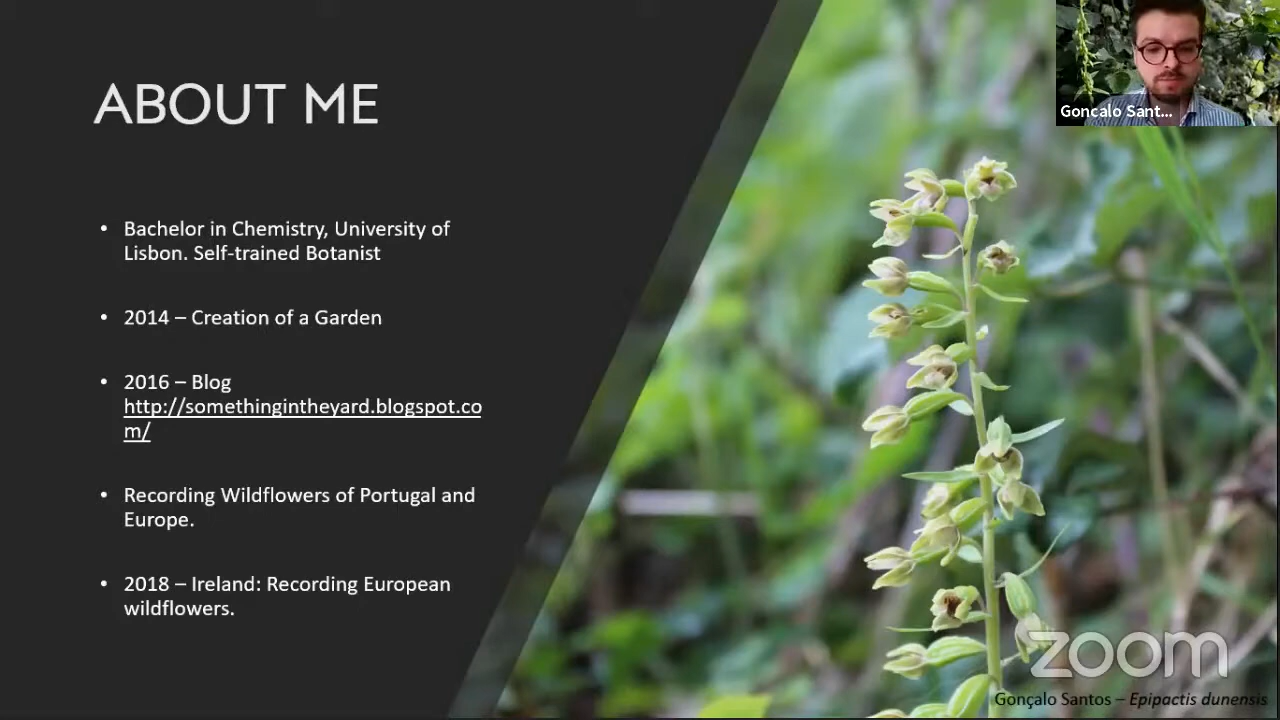 ABOUT ME
Goncalo Sant...
• Bachelor in Chemistry, University of
Lisbon. Self-trained Botanist
• 2014 – Creation of a Garden
• 2016 – Blog
http://somethingintheyard.blogspot.co
m/
• Recording Wildflowers of Portugal and
Europe.
• 2018 – Ireland: Recording European
wildflowers.
zoom
Gonçalo Santos – Epipactis dunensis